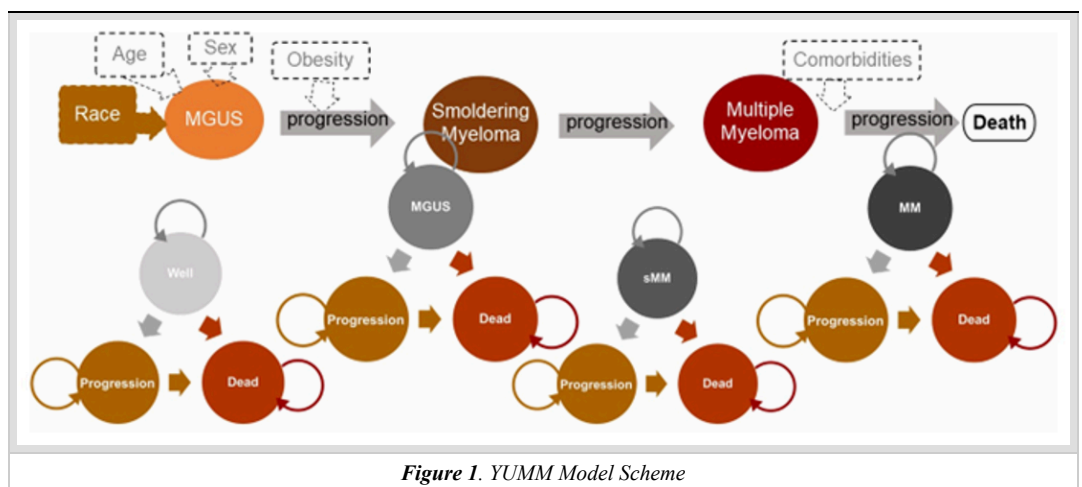 Age
Sex
Obesity
Comorbidities
Race
MGUS
progression
Smoldering
Myeloma
progression
Multiple
Myeloma
progression
Death
MGUS
MM
Well
sMM
Progression
Dead
Progression
Dead
Progression
Dead
Progression
Dead
Figure 1. YUMM Model Scheme